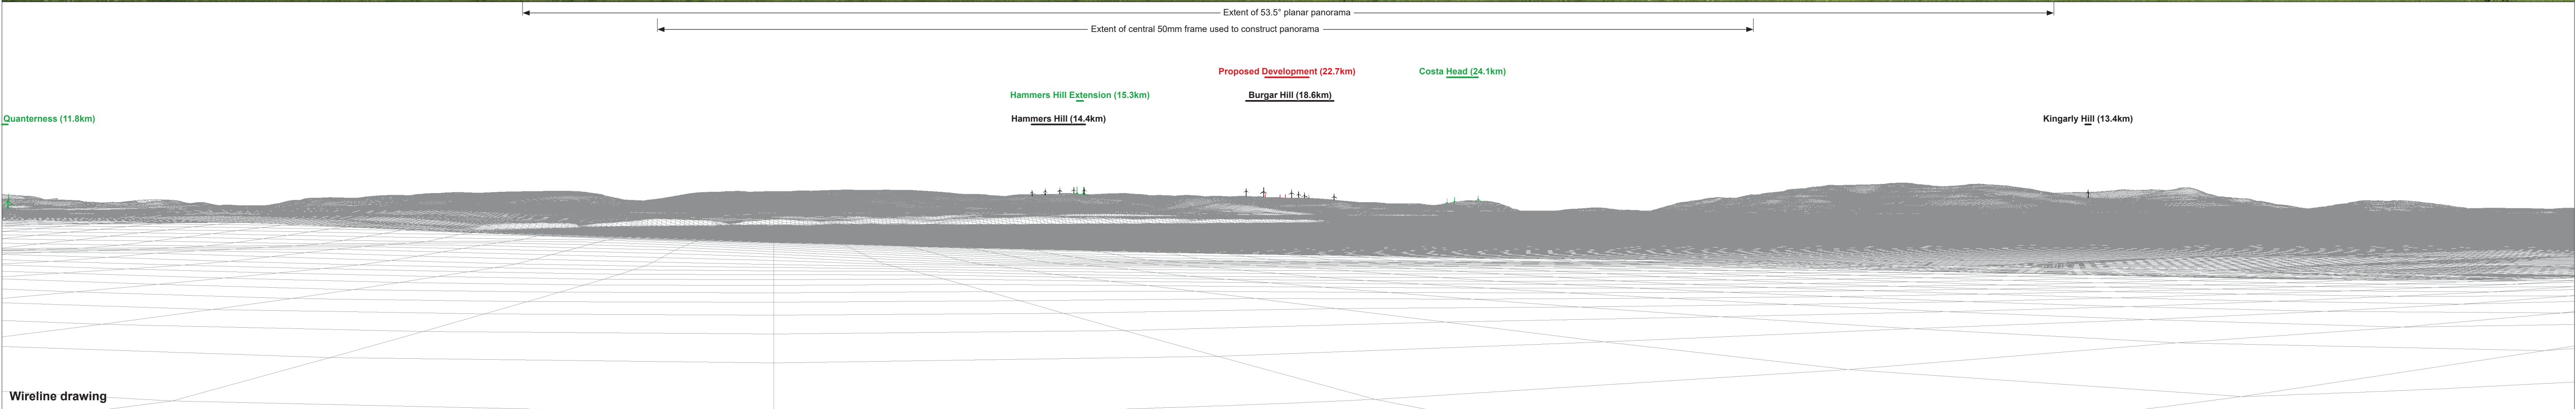 Extent of 53.5° planar panorama
Extent of central 50mm frame used to construct panorama
Proposed Development (22.7km)
Costa Head (24.1km)
Hammers Hill Extension (15.3km)
Burgar Hill (18.6km)
Quanterness (11.8km)
Hammers Hill (14.4km)
Kingarly Hill (13.4km)
Wireline drawing